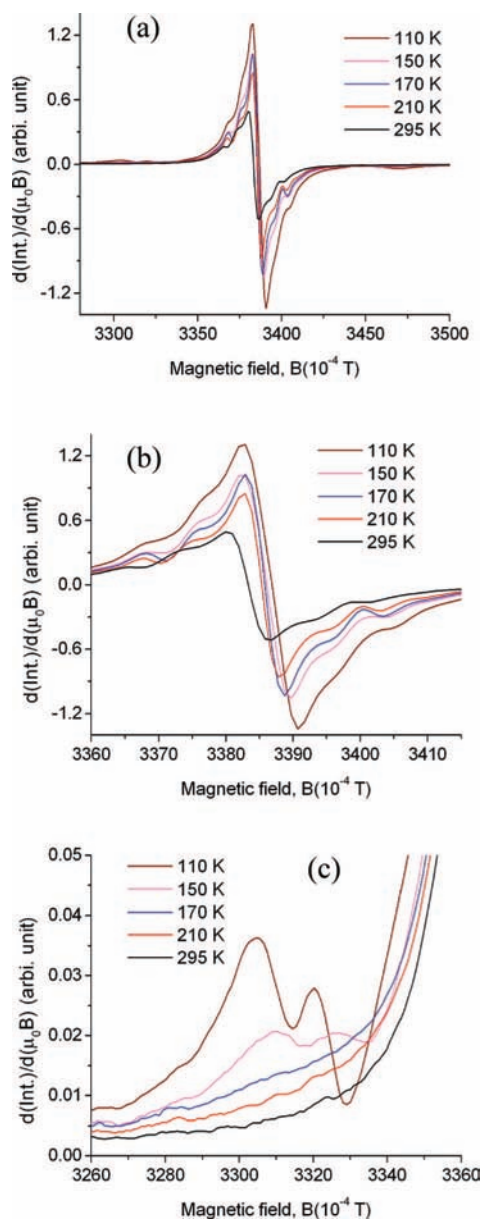 (a)
110 K
150 K
170 K
210 K
295 K
d(Int.)/d(μ₀B) (arbi. unit)
1.2
0.6
0.0
-0.6
-1.2
3300 3350 3400 3450 3500
Magnetic field, B(10⁻⁴ T)
(b)
110 K
150 K
170 K
210 K
295 K
d(Int.)/d(μ₀B) (arbi. unit)
1.2
0.6
0.0
-0.6
-1.2
3360 3370 3380 3390 3400 3410
Magnetic field, B(10⁻⁴ T)
(c)
110 K
150 K
170 K
210 K
295 K
d(Int.)/d(μ₀B) (arbi. unit)
0.05
0.04
0.03
0.02
0.01
0.00
3260 3280 3300 3320 3340 3360
Magnetic field, B(10⁻⁴ T)